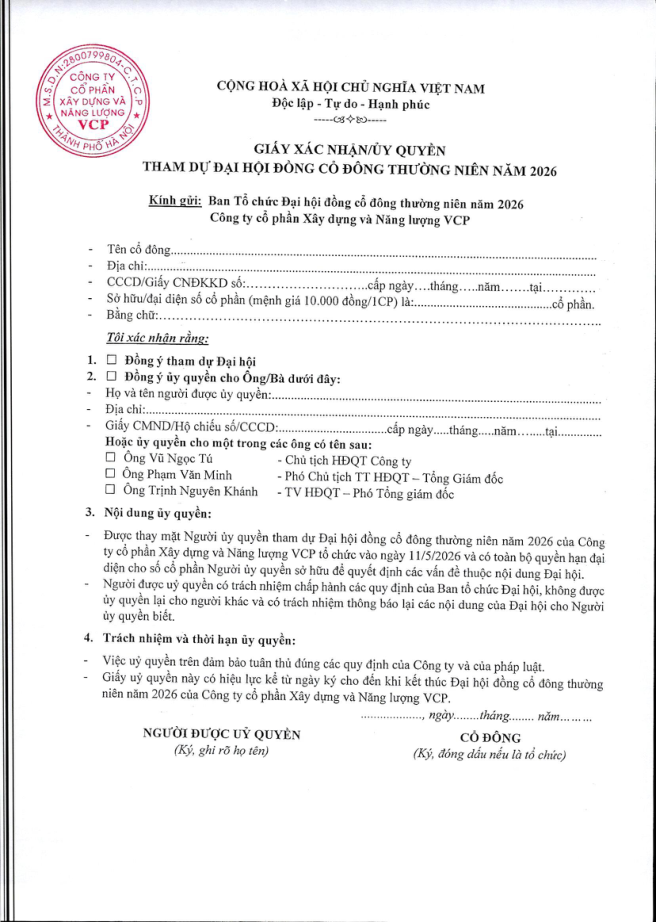 M.S.D.N:2800799804-C.T.C.P
CÔNG TY
CỔ PHẦN
XÂY DỰNG VÀ
NĂNG LƯỢNG
VCP
THÀNH PHỐ HÀ NỘI
CỘNG HOÀ XÃ HỘI CHỦ NGHĨA VIỆT NAM
Độc lập - Tự do - Hạnh phúc
GIẤY XÁC NHẬN/ỦY QUYỀN
THAM DỰ ĐẠI HỘI ĐỒNG CỔ ĐÔNG THƯỜNG NIÊN NĂM 2026
Kính gửi: Ban Tổ chức Đại hội đồng cổ đông thường niên năm 2026
Công ty cổ phần Xây dựng và Năng lượng VCP
- Tên cổ đông...........................................................................
- Địa chỉ:...........................................................................
- CCCD/Giấy CNĐKKD số:..............................cấp ngày....tháng.....năm.......tại............
- Sở hữu/đại diện số cổ phần (mệnh giá 10.000 đồng/1CP) là:..........................................cổ phần.
- Bằng chữ:...........................................................................
Tôi xác nhận rằng:
1. ☐ Đồng ý tham dự Đại hội
2. ☐ Đồng ý ủy quyền cho Ông/Bà dưới đây:
- Họ và tên người được ủy quyền:...........................................................................
- Địa chỉ:...........................................................................
- Giấy CMND/Hộ chiếu số/CCCD:.................................cấp ngày.....tháng.....năm.......tại..............
Hoặc ủy quyền cho một trong các ông có tên sau:
☐ Ông Vũ Ngọc Tú - Chủ tịch HĐQT Công ty
☐ Ông Phạm Văn Minh - Phó Chủ tịch TT HĐQT – Tổng Giám đốc
☐ Ông Trịnh Nguyên Khánh - TV HĐQT – Phó Tổng giám đốc
3. Nội dung ủy quyền:
- Được thay mặt Người ủy quyền tham dự Đại hội đồng cổ đông thường niên năm 2026 của Công
ty cổ phần Xây dựng và Năng lượng VCP tổ chức vào ngày 11/5/2026 và có toàn bộ quyền hạn đại
diện cho số cổ phần Người ủy quyền sở hữu để quyết định các vấn đề thuộc nội dung Đại hội.
- Người được uỷ quyền có trách nhiệm chấp hành các quy định của Ban tổ chức Đại hội, không được
ủy quyền lại cho người khác và có trách nhiệm thông báo lại các nội dung của Đại hội cho Người
ủy quyền biết.
4. Trách nhiệm và thời hạn ủy quyền:
- Việc uỷ quyền trên đảm bảo tuân thủ đúng các quy định của Công ty và của pháp luật.
- Giấy uỷ quyền này có hiệu lực kể từ ngày ký cho đến khi kết thúc Đại hội đồng cổ đông thường
niên năm 2026 của Công ty cổ phần Xây dựng và Năng lượng VCP.
..................., ngày........tháng........ năm..........
NGƯỜI ĐƯỢC UỶ QUYỀN CỔ ĐÔNG
(Ký, ghi rõ họ tên) (Ký, đóng dấu nếu là tổ chức)